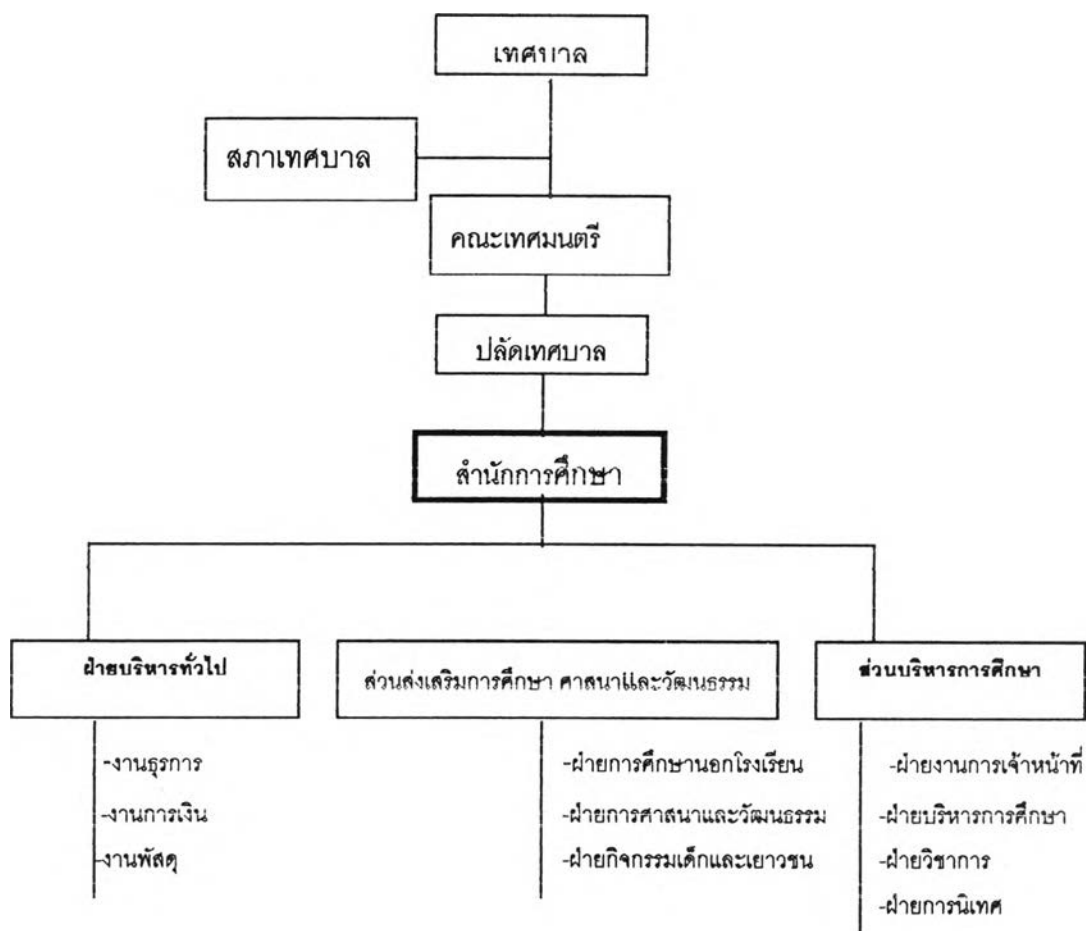 เทศบาล
สภาเทศบาล
คณะเทศมนตรี
ปลัดเทศบาล
สำนักการศึกษา
ฝ่ายบริหารทั่วไป
-งานธุรการ
-งานการเงิน
-งานพัสดุ
ส่วนส่งเสริมการศึกษา ศาสนาและวัฒนธรรม
-ฝ่ายการศึกษานอกโรงเรียน
-ฝ่ายการศาสนาและวัฒนธรรม
-ฝ่ายกิจกรรมเด็กและเยาวชน
ส่วนบริหารการศึกษา
-ฝ่ายงานการเจ้าหน้าที่
-ฝ่ายบริหารการศึกษา
-ฝ่ายวิชาการ
-ฝ่ายการนิเทศ